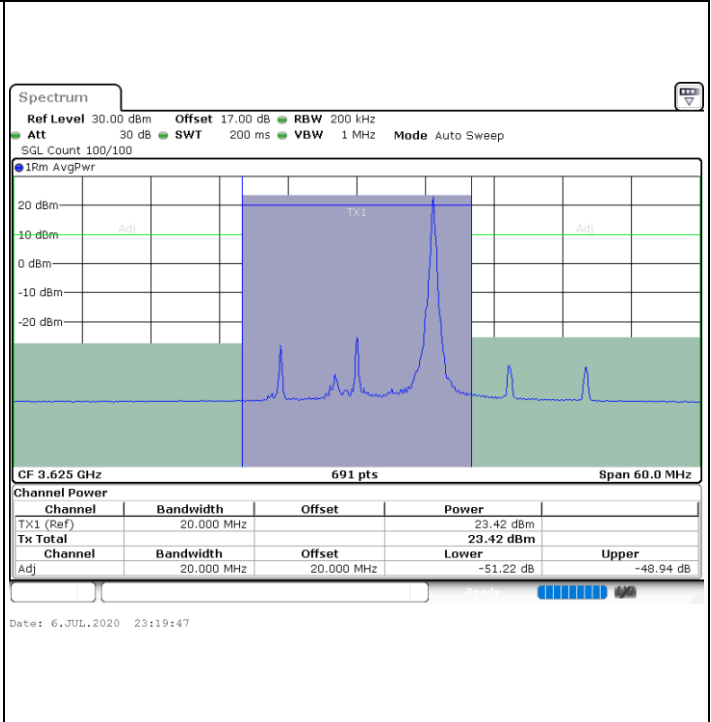 Spectrum
Ref Level 30.00 dBm Offset 17.00 dB RBW 200 kHz
Att 30 dB SWT 200 ms VBW 1 MHz Mode Auto Sweep
SGL Count 100/100
1Rm AvgPwr
20 dBm
TX1
Adj
Adj
10 dBm
0 dBm
-10 dBm
-20 dBm
CF 3.625 GHz 691 pts Span 60.0 MHz
Channel Power
Channel Bandwidth Offset Power
TX1 (Ref) 20.000 MHz 23.42 dBm
Tx Total 23.42 dBm
Channel Bandwidth Offset Lower Upper
Adj 20.000 MHz 20.000 MHz -51.22 dB -48.94 dB
Ready
Date: 6.JUL.2020 23:19:47